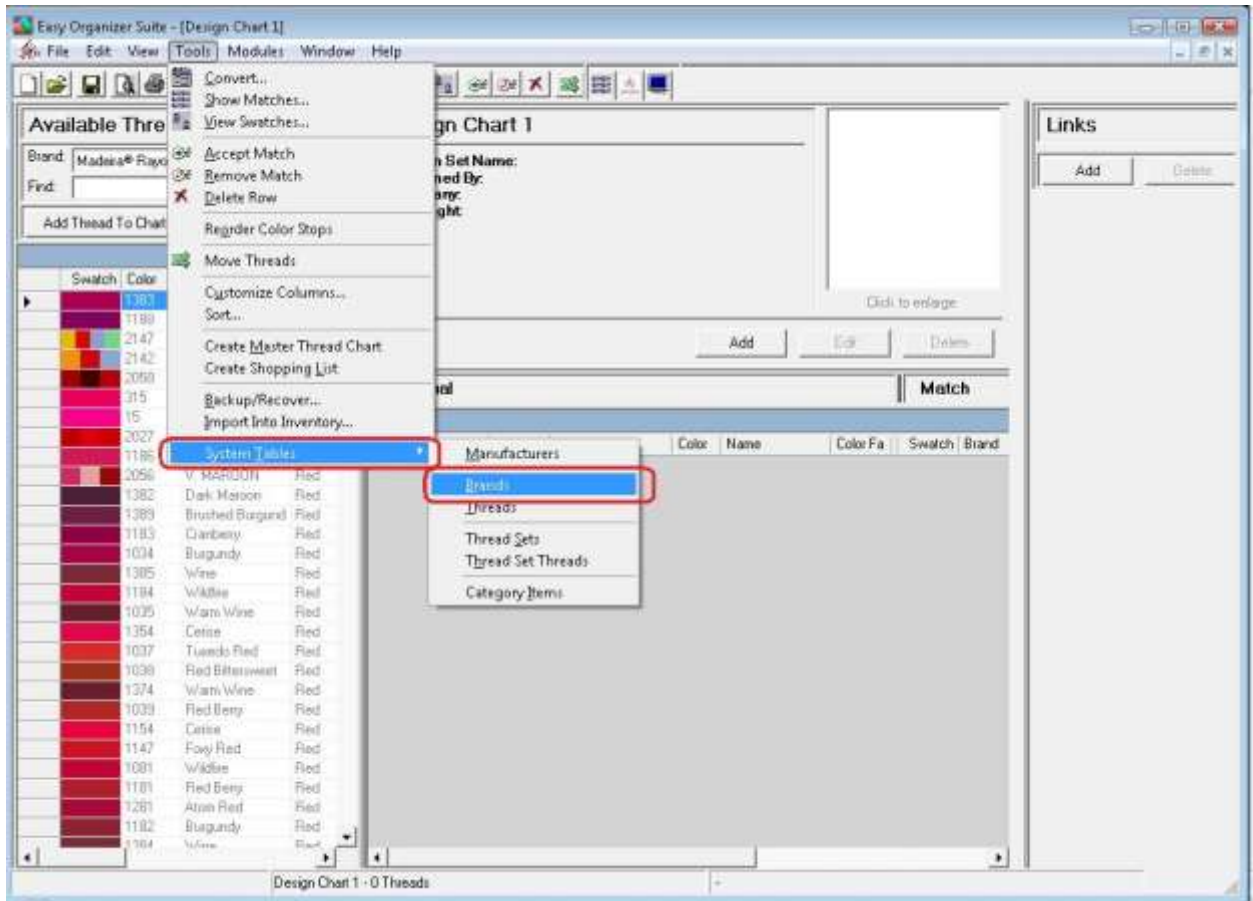 Easy Organizer Suite - [Design Chart 1]
File Edit View Tools Modules Window Help
Convert...
Show Matches...
View Swatches...
Accept Match
Remove Match
Delete Row
Reorder Color Stops
Move Threads
Customize Columns...
Sort...
Create Master Thread Chart
Create Shopping List
Backup/Recover...
Import Into Inventory...
System Tables
Manufacturers
Brands
Threads
Thread Sets
Thread Set Threads
Category Items
Available Thre
Brand: Madeira® Rayo
Find:
Add Thread To Chart
Swatch Color
1383
1188
2147
2142
2058
315
15
2027
1186
2056 V. MAROON Red
1382 Dark Maroon Red
1389 Brushed Burgund Red
1183 Cranberry Red
1034 Burgundy Red
1385 Wine Red
1184 Wildfire Red
1035 Warm Wine Red
1354 Cerise Red
1037 Tuxedo Red Red
1038 Red Bittersweet Red
1374 Warm Wine Red
1039 Red Berry Red
1154 Cerise Red
1147 Foxy Red Red
1081 Wildfire Red
1181 Red Berry Red
1281 Atom Red Red
1182 Burgundy Red
1384 Wine Red
gn Chart 1
n Set Name:
ned By:
any:
ght:
Click to enlarge
Add Edit Delete
nal Match
Color Name Color Fa Swatch Brand
Links
Add Delete
Design Chart 1 - 0 Threads
-